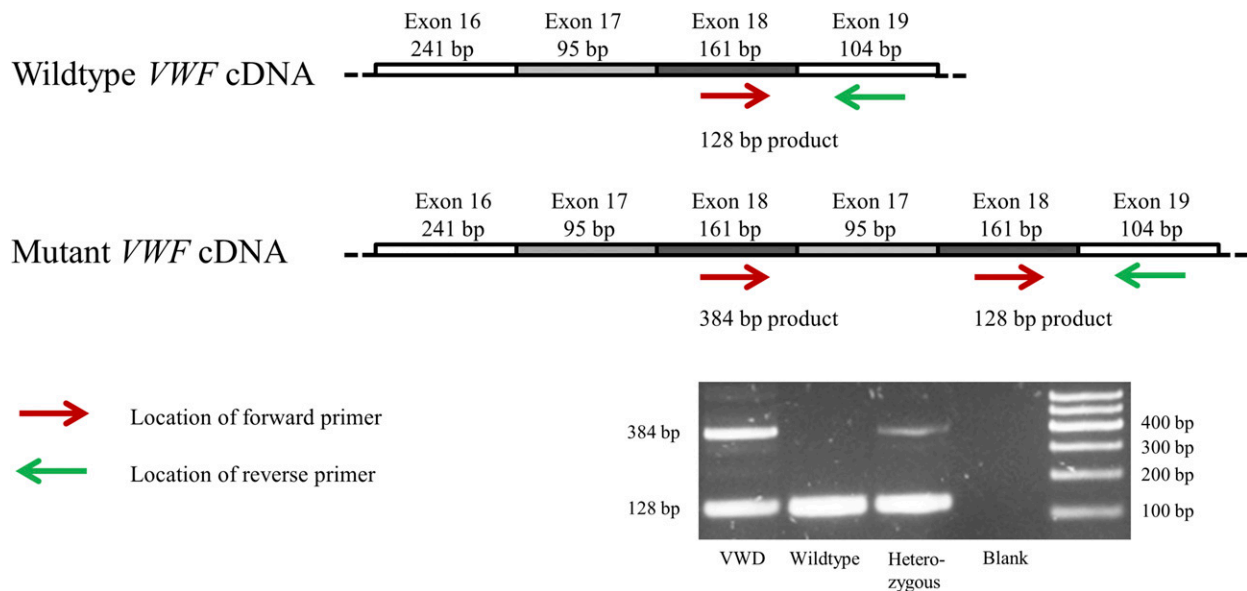 Exon 16 Exon 17 Exon 18 Exon 19
241 bp 95 bp 161 bp 104 bp
Wildtype VWF cDNA
128 bp product
Exon 16 Exon 17 Exon 18 Exon 17 Exon 18 Exon 19
241 bp 95 bp 161 bp 95 bp 161 bp 104 bp
Mutant VWF cDNA
384 bp product 128 bp product
Location of forward primer
Location of reverse primer
384 bp
128 bp
400 bp
300 bp
200 bp
100 bp
VWD Wildtype Hetero- Blank
zygous